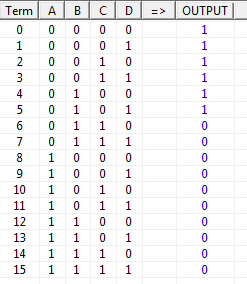 Term A B C D => OUTPUT
0 0 0 0 0 1
1 0 0 0 1 1
2 0 0 1 0 1
3 0 0 1 1 1
4 0 1 0 0 1
5 0 1 0 1 1
6 0 1 1 0 0
7 0 1 1 1 0
8 1 0 0 0 0
9 1 0 0 1 0
10 1 0 1 0 0
11 1 0 1 1 0
12 1 1 0 0 0
13 1 1 0 1 0
14 1 1 1 0 0
15 1 1 1 1 0